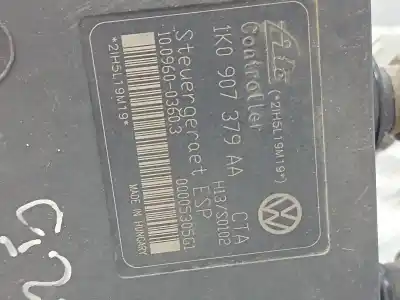 Ate (*2IH5L19M19*)
Controller
1K0 907 379 AA
CTA
H13/S0102
Steuergeraet ESP
10.0960-0360.3
00005305G1
*2IH5L19M19*
MADE IN HUNGARY